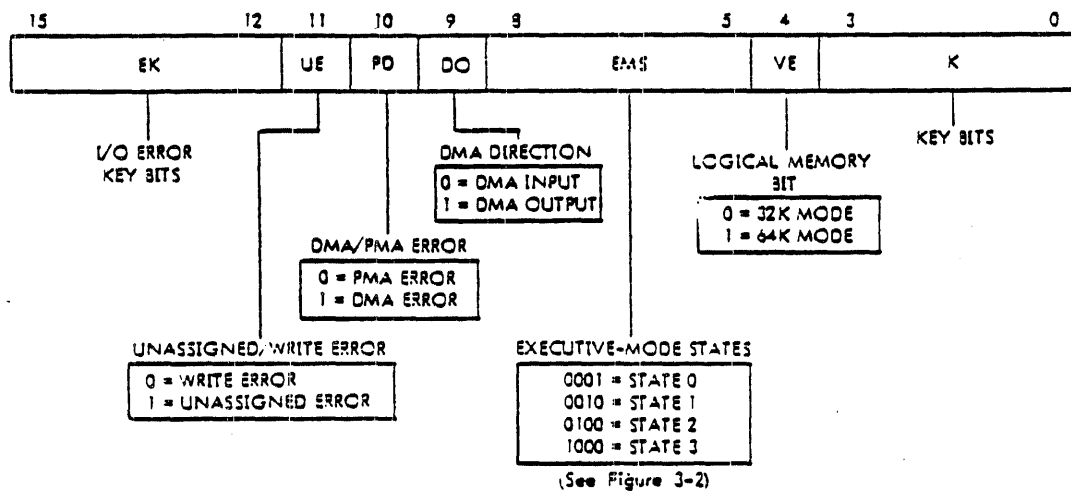 15 12 11 10 9 8 5 4 3 0
EK UE PD DO EMS VE K
I/O ERROR
KEY BITS
DMA DIRECTION
0 = DMA INPUT
1 = DMA OUTPUT
LOGICAL MEMORY
BIT
0 = 32K MODE
1 = 64K MODE
KEY BITS
DMA/PMA ERROR
0 = PMA ERROR
1 = DMA ERROR
UNASSIGNED/WRITE ERROR
0 = WRITE ERROR
1 = UNASSIGNED ERROR
EXECUTIVE-MODE STATES
0001 = STATE 0
0010 = STATE 1
0100 = STATE 2
1000 = STATE 3
(See Figure 3-2)